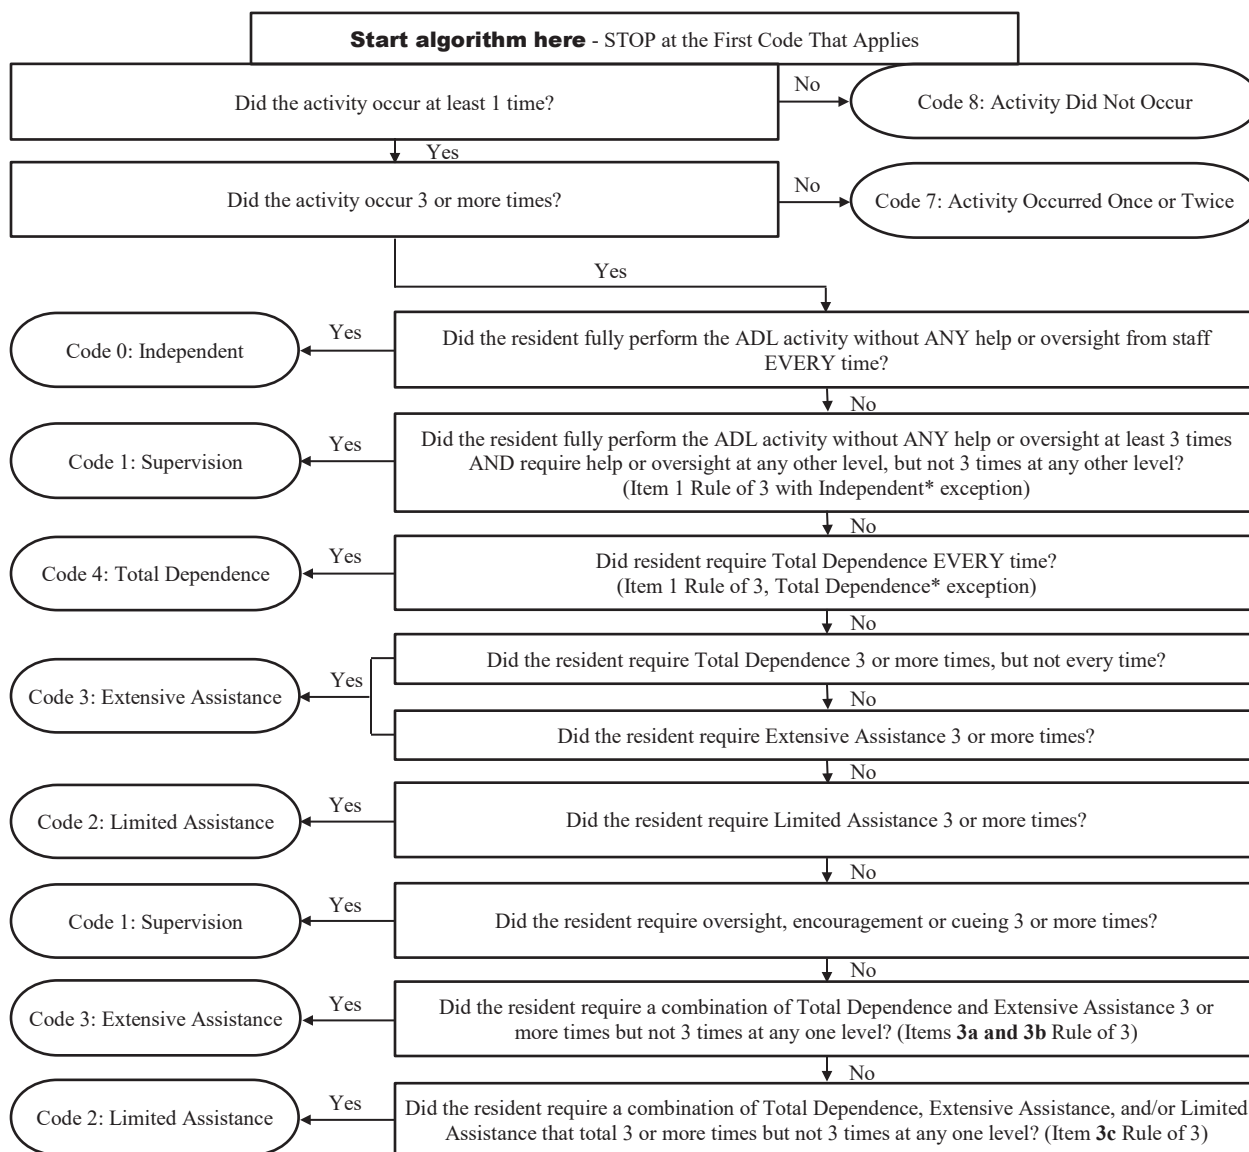 Start algorithm here - STOP at the First Code That Applies
Did the activity occur at least 1 time?
No
Code 8: Activity Did Not Occur
Yes
Did the activity occur 3 or more times?
No
Code 7: Activity Occurred Once or Twice
Yes
Code 0: Independent
Yes
Did the resident fully perform the ADL activity without ANY help or oversight from staff
EVERY time?
No
Code 1: Supervision
Yes
Did the resident fully perform the ADL activity without ANY help or oversight at least 3 times
AND require help or oversight at any other level, but not 3 times at any other level?
(Item 1 Rule of 3 with Independent* exception)
No
Code 4: Total Dependence
Yes
Did resident require Total Dependence EVERY time?
(Item 1 Rule of 3, Total Dependence* exception)
No
Code 3: Extensive Assistance
Yes
Did the resident require Total Dependence 3 or more times, but not every time?
No
Did the resident require Extensive Assistance 3 or more times?
No
Code 2: Limited Assistance
Yes
Did the resident require Limited Assistance 3 or more times?
No
Code 1: Supervision
Yes
Did the resident require oversight, encouragement or cueing 3 or more times?
No
Code 3: Extensive Assistance
Yes
Did the resident require a combination of Total Dependence and Extensive Assistance 3 or
more times but not 3 times at any one level? (Items 3a and 3b Rule of 3)
No
Code 2: Limited Assistance
Yes
Did the resident require a combination of Total Dependence, Extensive Assistance, and/or Limited
Assistance that total 3 or more times but not 3 times at any one level? (Item 3c Rule of 3)